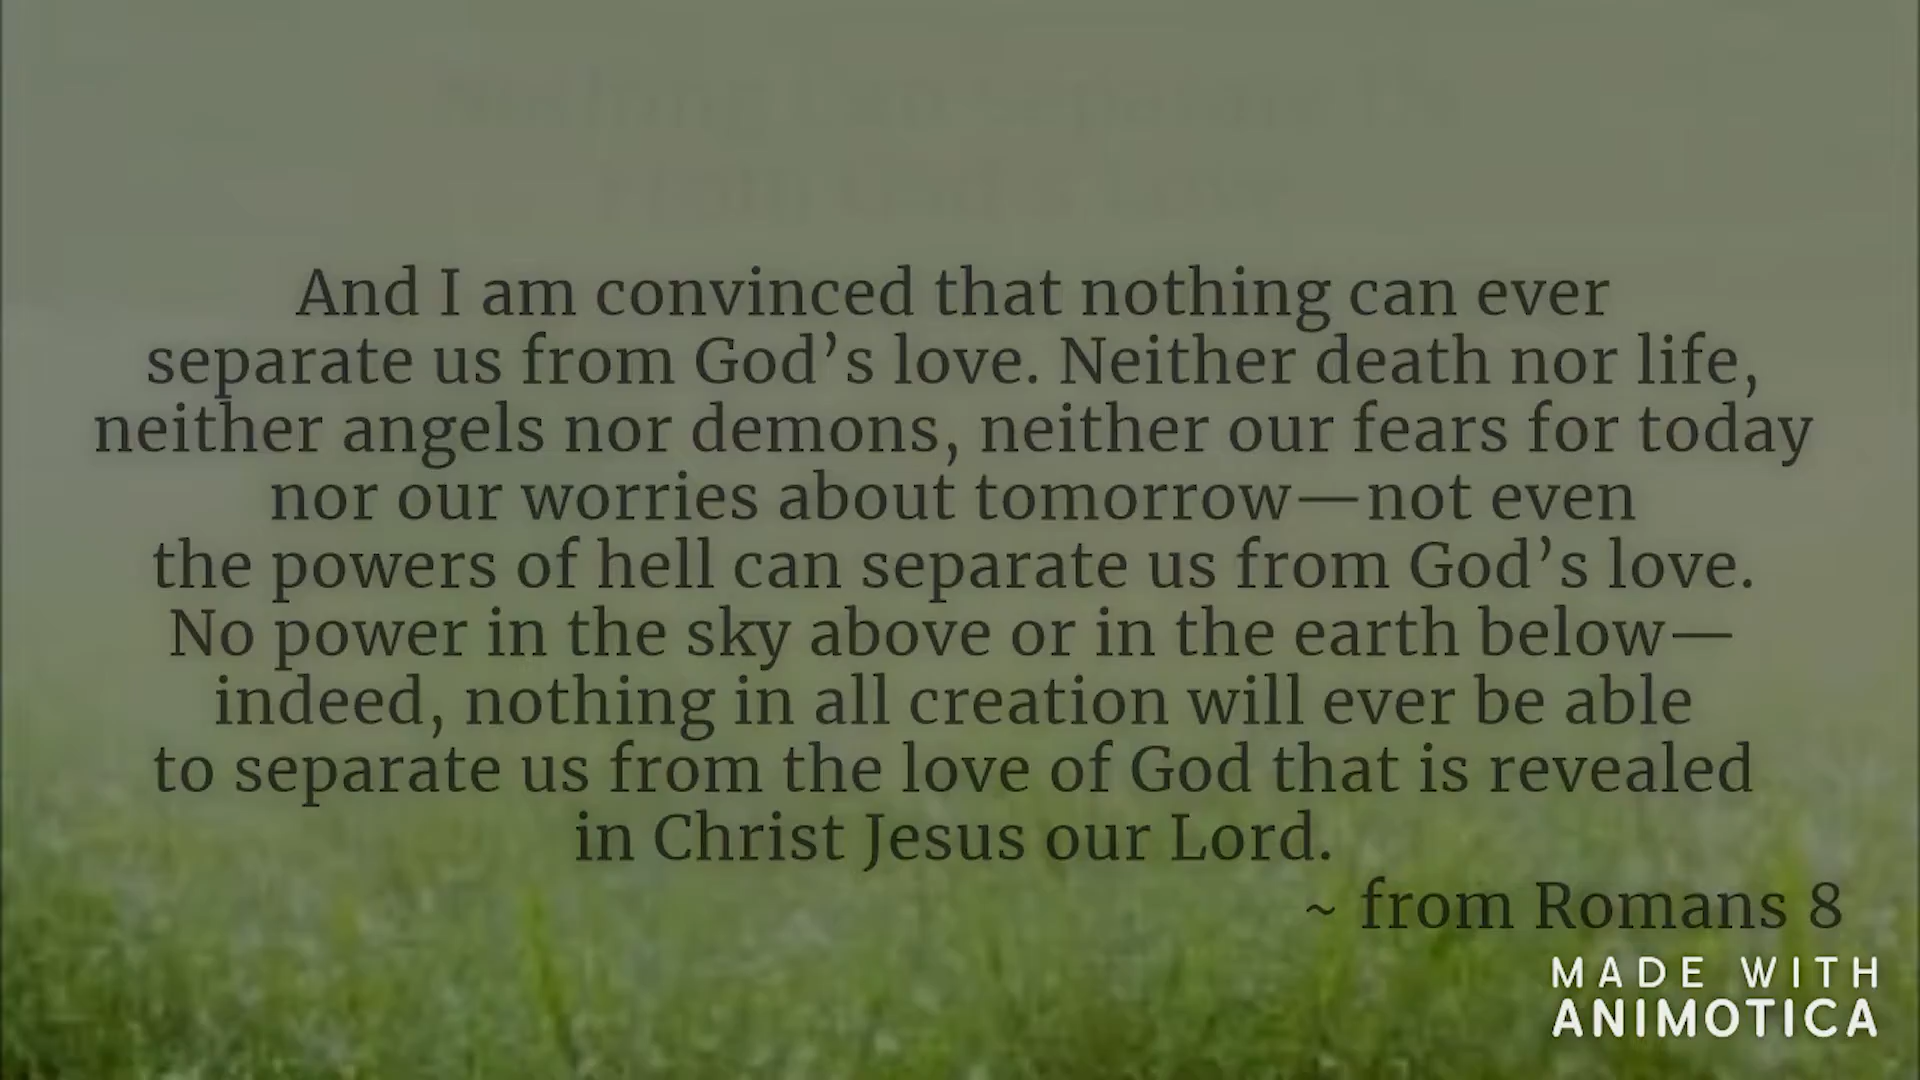 And I am convinced that nothing can ever
separate us from God’s love. Neither death nor life,
neither angels nor demons, neither our fears for today
nor our worries about tomorrow—not even
the powers of hell can separate us from God’s love.
No power in the sky above or in the earth below—
indeed, nothing in all creation will ever be able
to separate us from the love of God that is revealed
in Christ Jesus our Lord.
~ from Romans 8
MADE WITH
ANIMOTICA